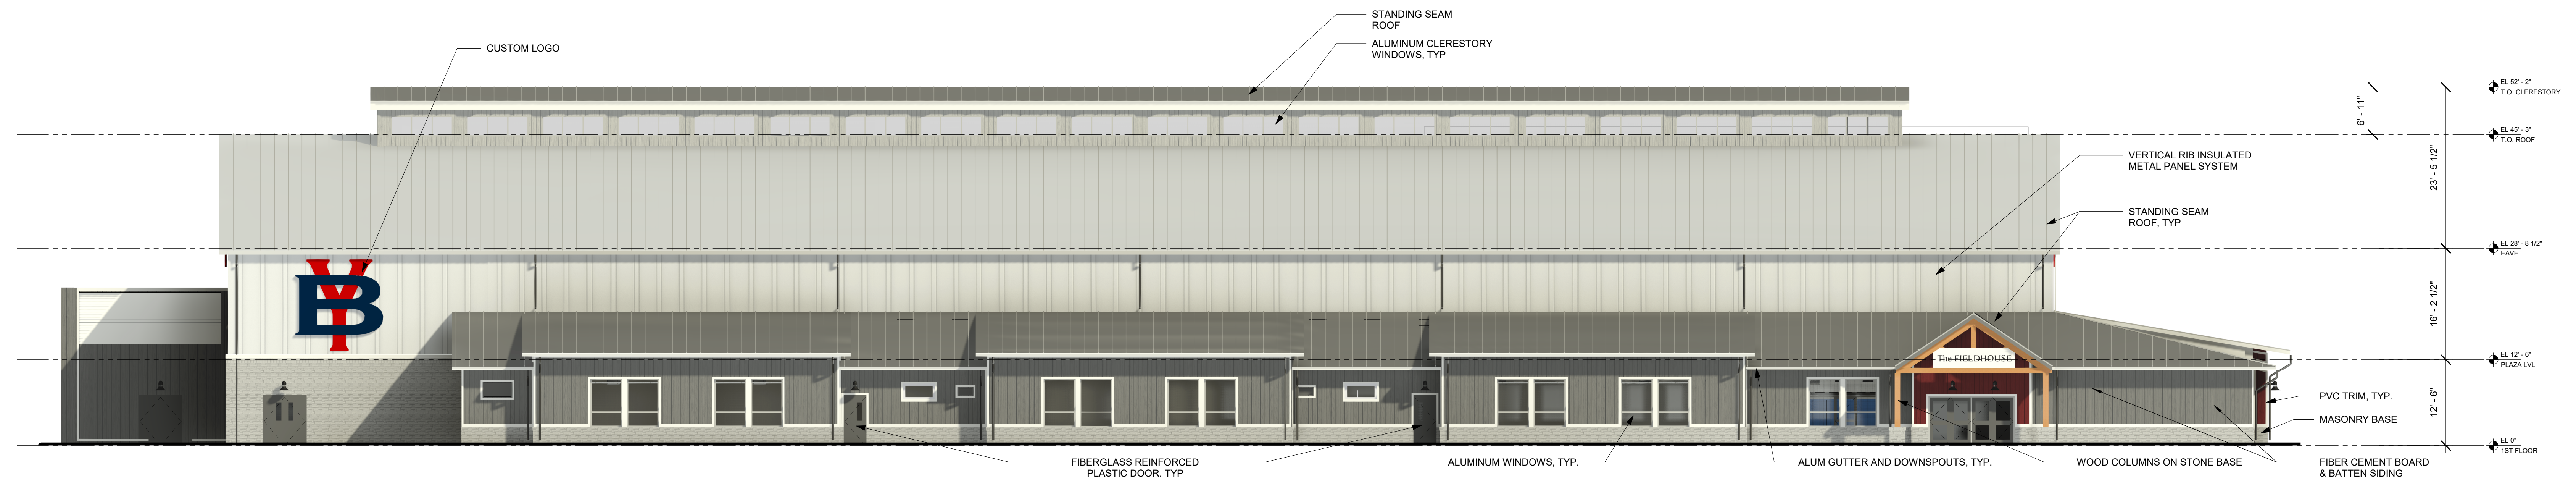 STANDING SEAM
ROOF
CUSTOM LOGO
ALUMINUM CLERESTORY
WINDOWS, TYP
EL 52' - 2"
T.O. CLERESTORY
6' - 11"
EL 45' - 3"
T.O. ROOF
VERTICAL RIB INSULATED
METAL PANEL SYSTEM
23' - 5 1/2"
STANDING SEAM
ROOF, TYP
EL 28' - 8 1/2"
EAVE
YB
16' - 2 1/2"
The FIELDHOUSE
EL 12' - 6"
PLAZA LVL
PVC TRIM, TYP.
12' - 6"
MASONRY BASE
EL 0"
1ST FLOOR
FIBERGLASS REINFORCED
PLASTIC DOOR, TYP
ALUMINUM WINDOWS, TYP.
ALUM GUTTER AND DOWNSPOUTS, TYP.
WOOD COLUMNS ON STONE BASE
FIBER CEMENT BOARD
& BATTEN SIDING